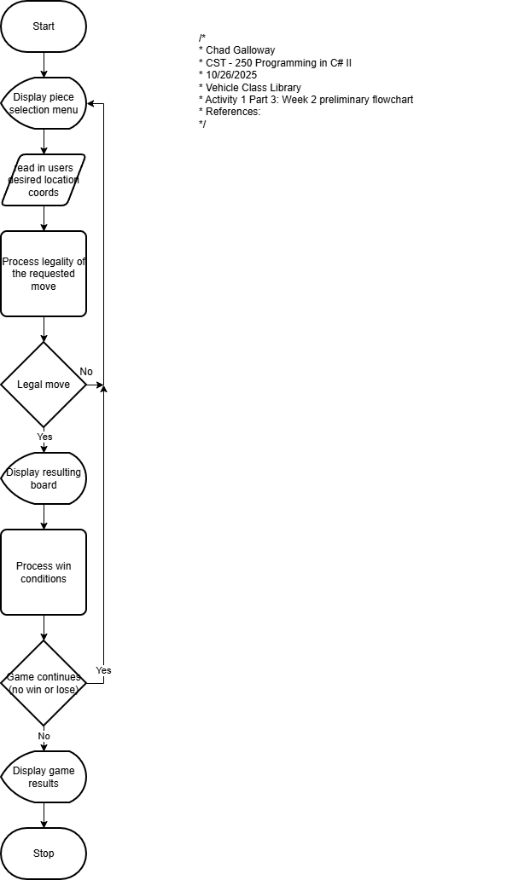 Start
/*
* Chad Galloway
* CST - 250 Programming in C# II
* 10/26/2025
* Vehicle Class Library
* Activity 1 Part 3: Week 2 preliminary flowchart
* References:
*/
Display piece
selection menu
read in users
desired location
coords
Process legality of
the requested
move
No
Legal move
Yes
Display resulting
board
Process win
conditions
Yes
Game continues
(no win or lose)
No
Display game
results
Stop